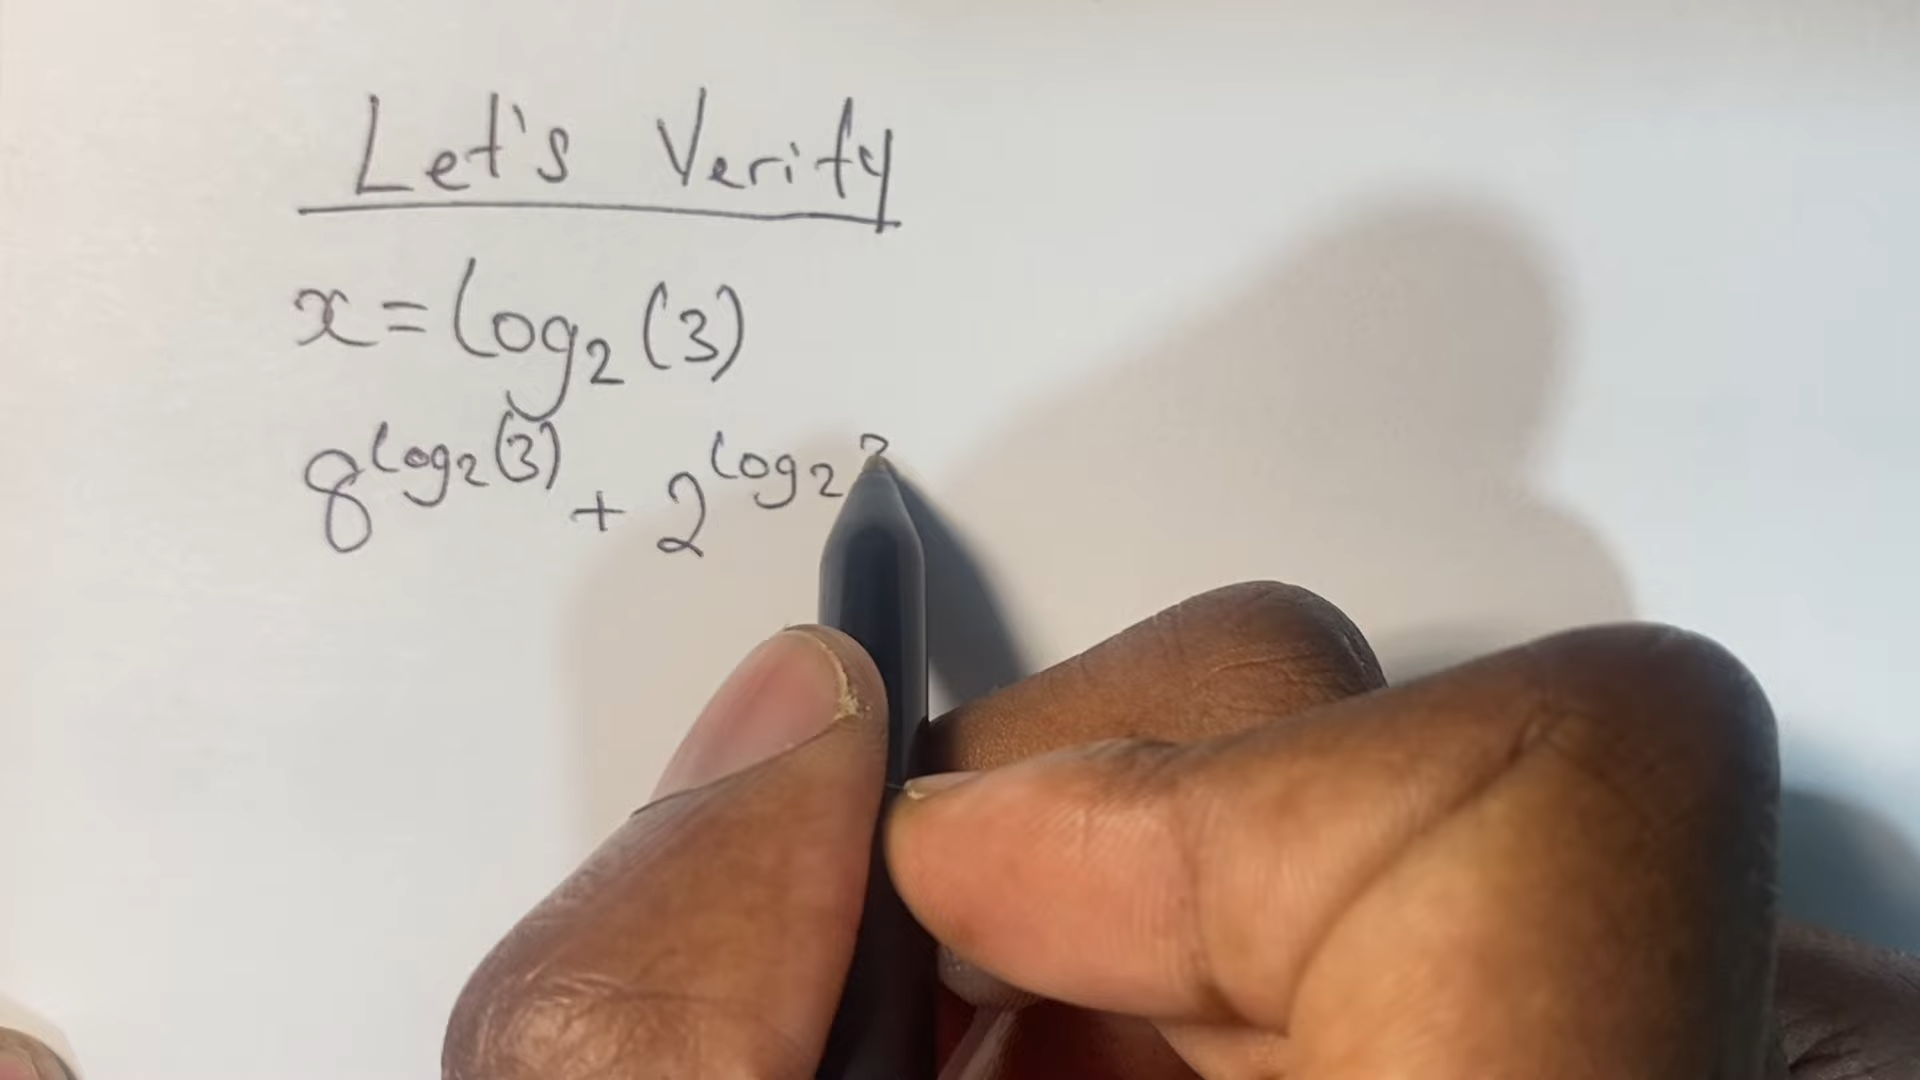 Let's Verify
x = log₂ (3)
8^log₂(3) + 2^log₂